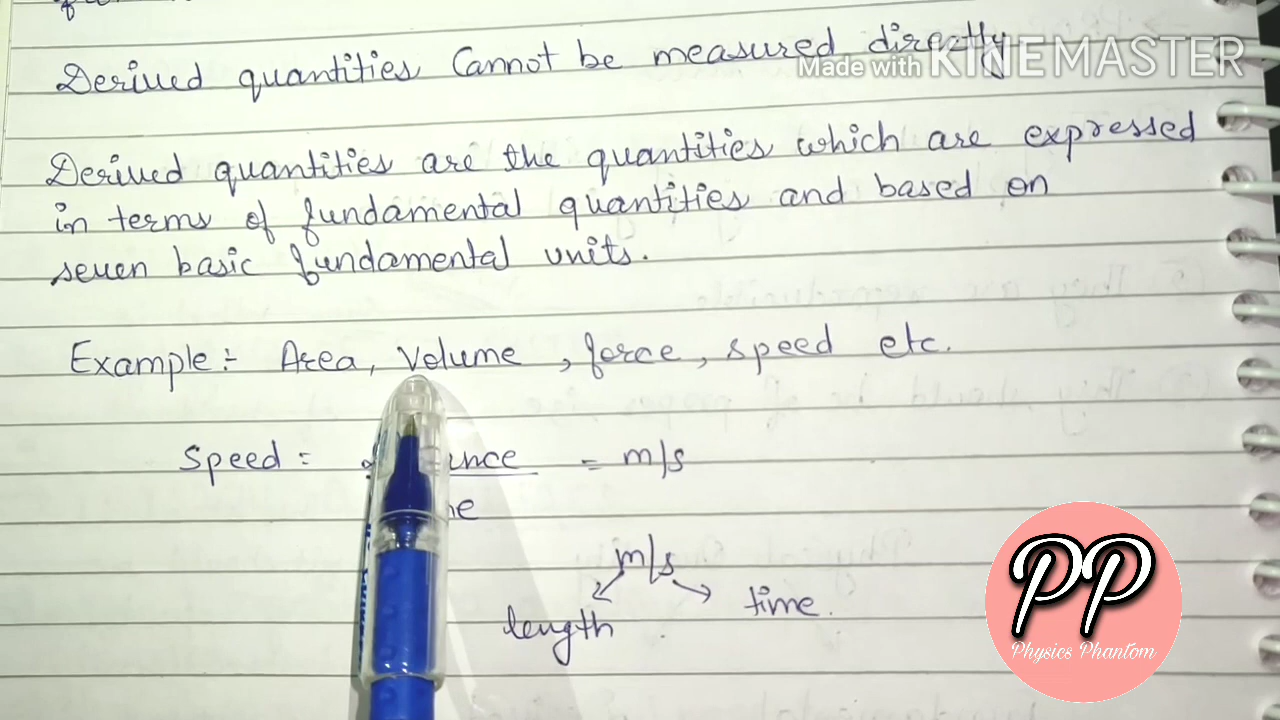 Derived quantities Cannot be measured directly
Made with KINEMASTER
Derived quantities are the quantities which are expressed
in terms of fundamental quantities and based on
seven basic fundamental units.
Example:- Area, Volume, force, speed etc.
Speed = = m/s
m/s
length time.
PP
Physics Phantom